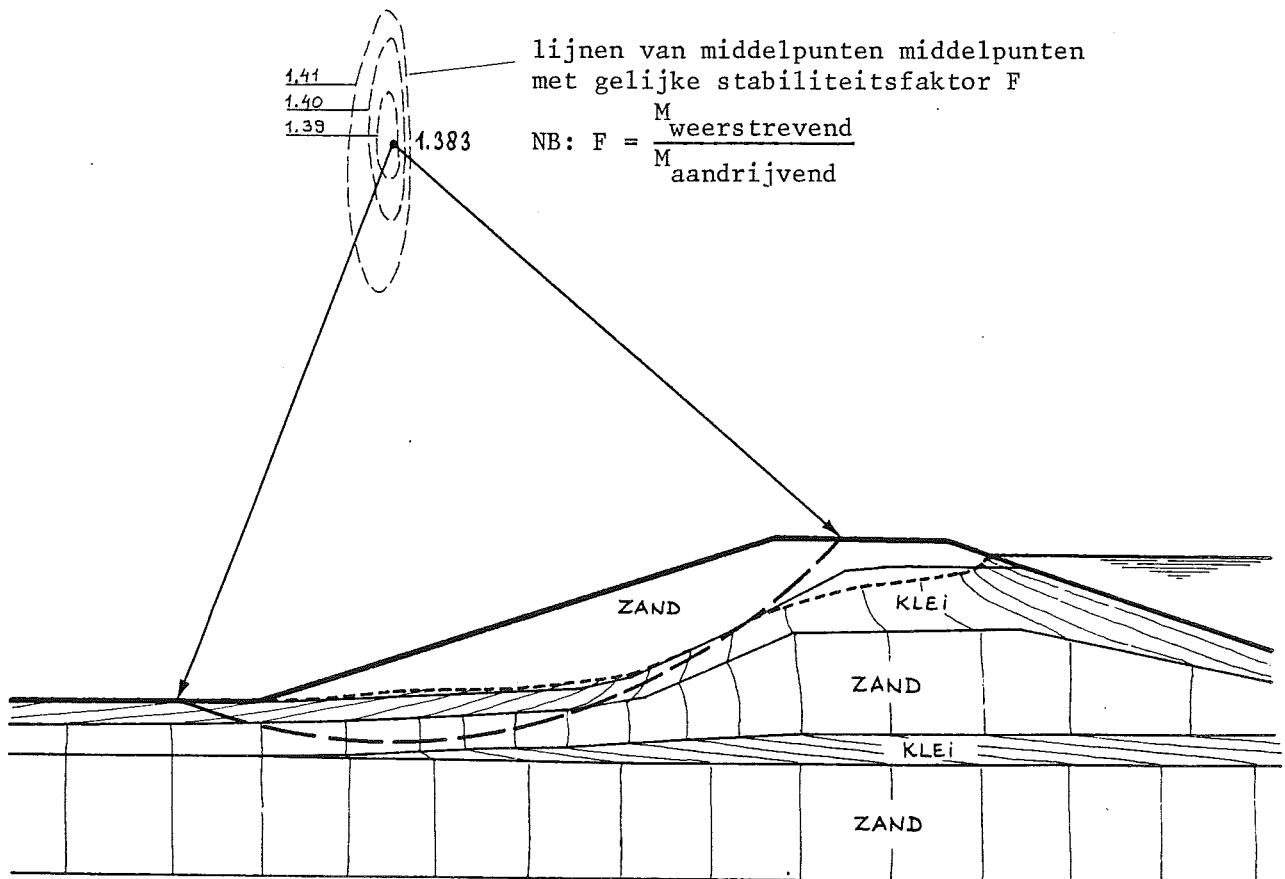 lijnen van middelpunten middelpunten
met gelijke stabiliteitsfaktor F
1.41
1.40
1.39
1.383
NB: F = M weerstrevend
M aandrijvend
ZAND
KLEi
ZAND
KLEi
ZAND